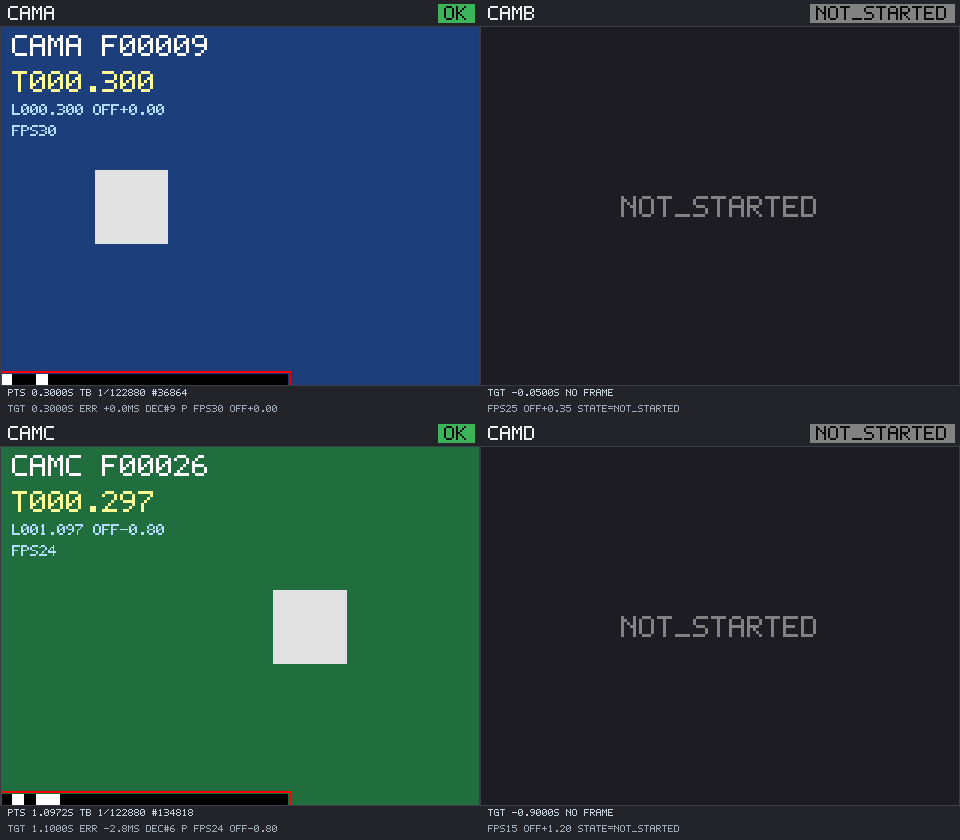 CAMA OK
CAMA F00009
T000.300
L000.300 OFF+0.00
FPS30
PTS 0.3000S TB 1/122880 #36864
TGT 0.3000S ERR +0.0MS DEC#9 P FPS30 OFF+0.00
CAMB NOT_STARTED
NOT_STARTED
TGT -0.0500S NO FRAME
FPS25 OFF+0.35 STATE=NOT_STARTED
CAMC OK
CAMC F00026
T000.297
L001.097 OFF-0.80
FPS24
PTS 1.0972S TB 1/122880 #134818
TGT 1.1000S ERR -2.8MS DEC#6 P FPS24 OFF-0.80
CAMD NOT_STARTED
NOT_STARTED
TGT -0.9000S NO FRAME
FPS15 OFF+1.20 STATE=NOT_STARTED